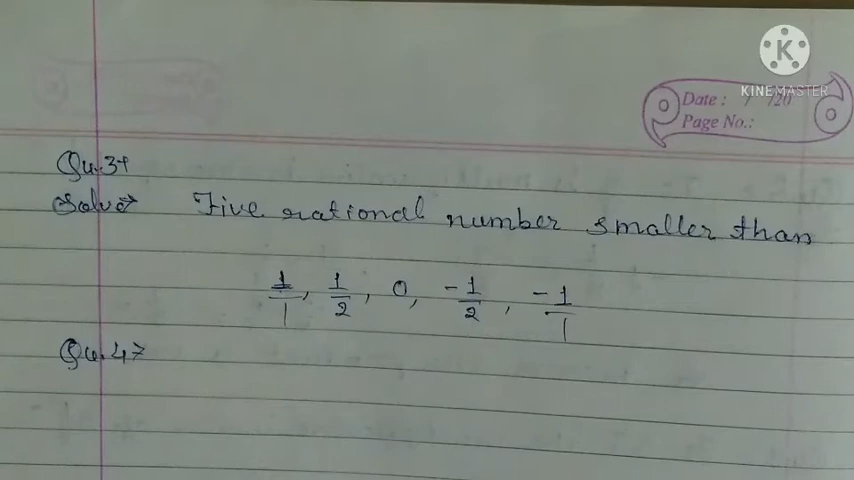 KINEMASTER
Date : / /20
Page No.:
Qu.3→
Solve→ Five rational number smaller than
1/1, 1/2, 0, -1/2, -1/1
Qu.4→